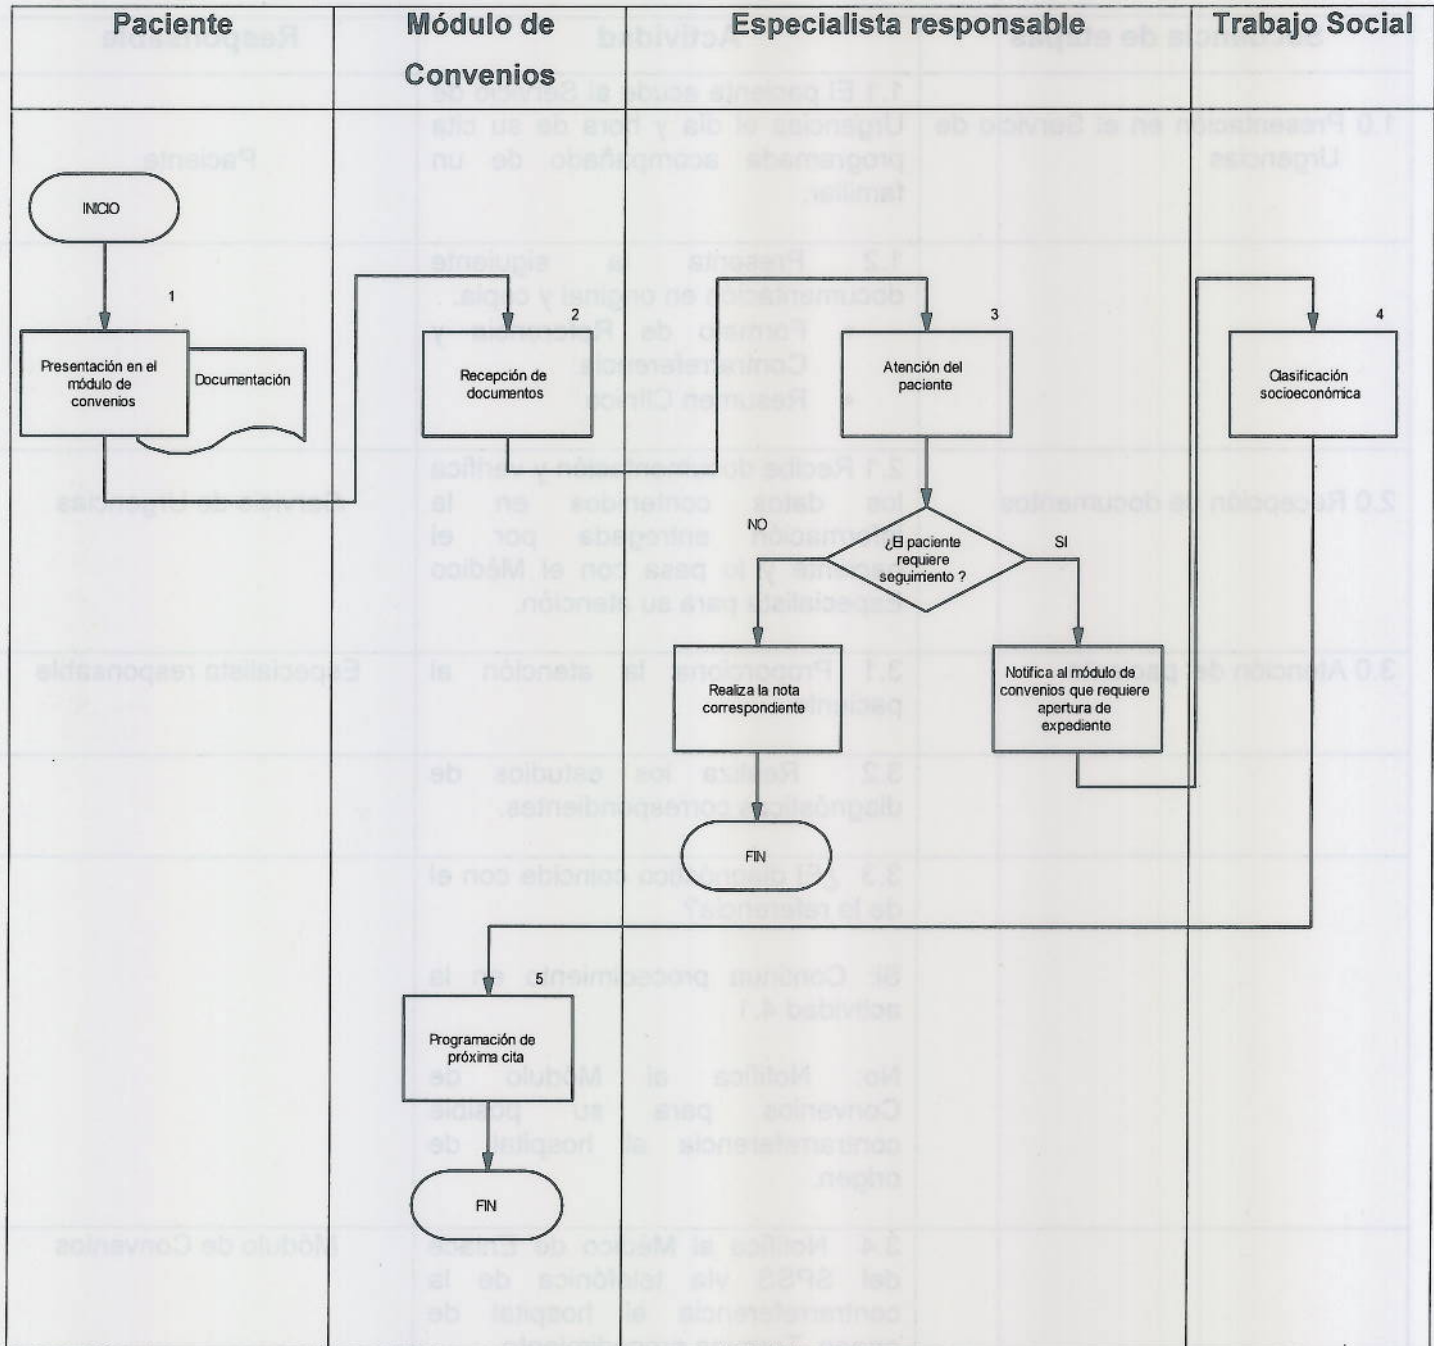 Paciente
Módulo de
Convenios
Especialista responsable
Trabajo Social
INICIO
1
Presentación en el
módulo de
convenios
Documentación
2
Recepción de
documentos
3
Atención del
paciente
4
Clasificación
socioeconómica
NO
¿El paciente
requiere
seguimiento ?
SI
Realiza la nota
correspondiente
Notifica al módulo de
convenios que requiere
apertura de
expediente
FIN
5
Programación de
próxima cita
FIN